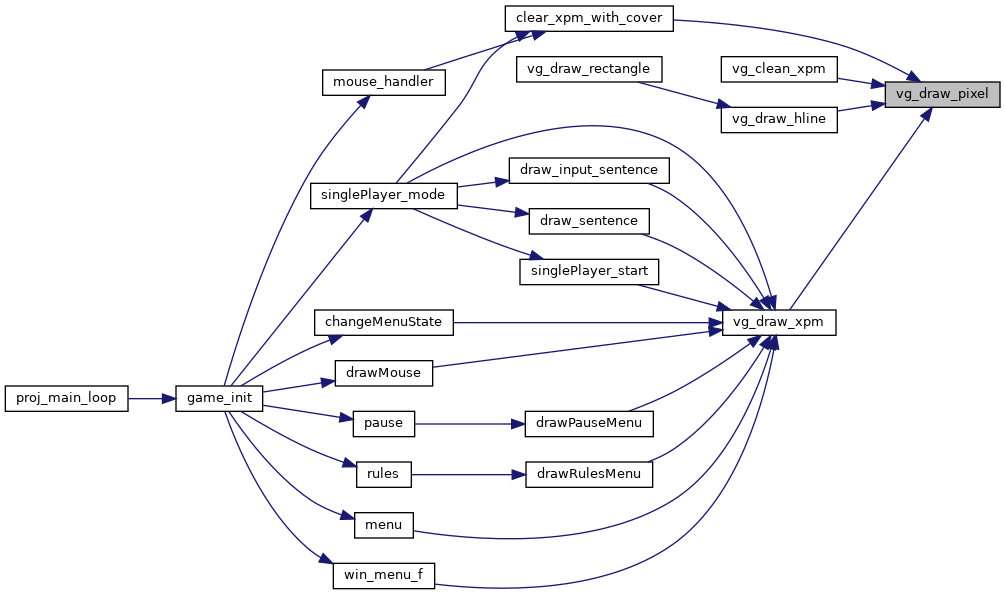 clear_xpm_with_cover
vg_draw_rectangle
vg_clean_xpm
mouse_handler
vg_draw_pixel
vg_draw_hline
draw_input_sentence
singlePlayer_mode
draw_sentence
singlePlayer_start
changeMenuState
vg_draw_xpm
drawMouse
proj_main_loop
game_init
pause
drawPauseMenu
rules
drawRulesMenu
menu
win_menu_f